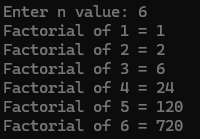 Enter n value: 6
Factorial of 1 = 1
Factorial of 2 = 2
Factorial of 3 = 6
Factorial of 4 = 24
Factorial of 5 = 120
Factorial of 6 = 720